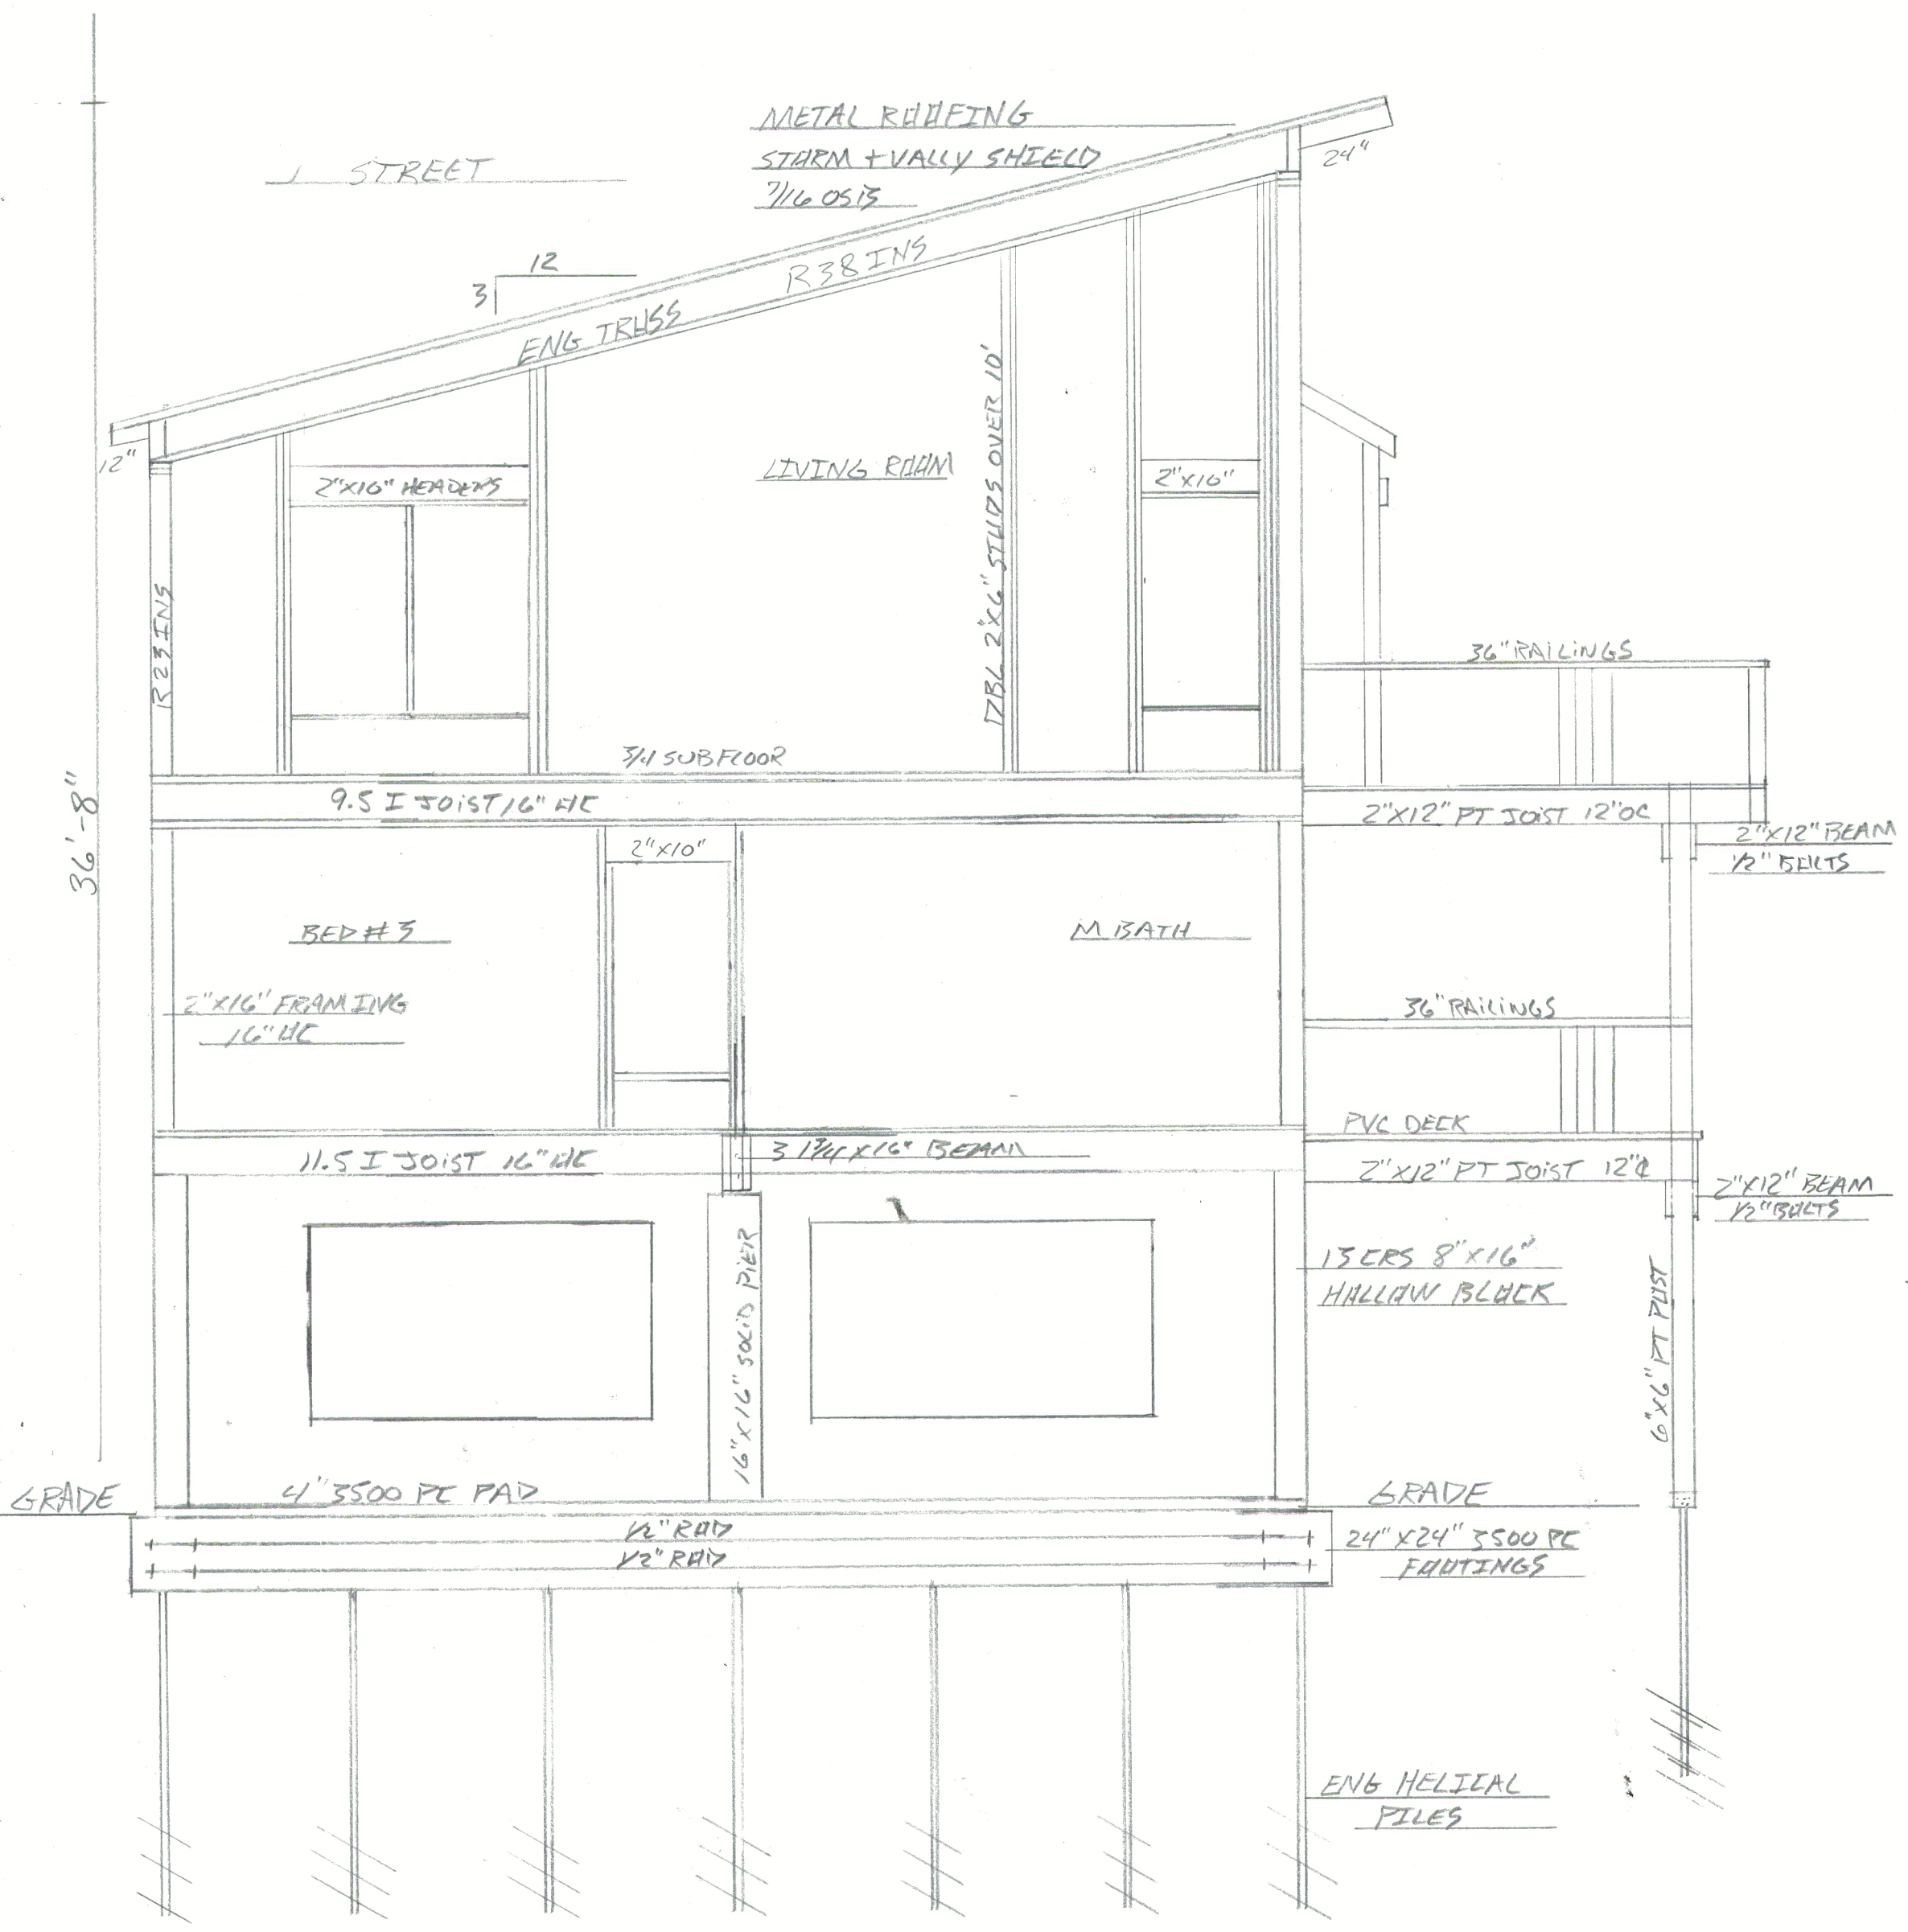 METAL ROOFING
STORM + VALLY SHIELD
7/16 OSB
STREET
24"
12
3
R38 INS
ENG TRUSS
12"
2"X10" HEADERS
LIVING ROOM
2"X10"
DBL 2"X6" STUDS OVER 10'
R23 INS
36" RAILINGS
3/4 SUBFLOOR
9.5 I JOIST 16" OC
2"X12" PT JOIST 12"OC
2"X12" BEAM
1/2" BOLTS
36'-8"
2"X10"
BED #3
M BATH
2"X16" FRAMING
16" OC
36" RAILINGS
PVC DECK
11.5 I JOIST 16" OC
3 1 3/4 X 16" BEAM
2"X12" PT JOIST 12"
2"X12" BEAM
1/2" BOLTS
16"X16" SOLID PIER
13 CRS 8"X16"
HOLLOW BLOCK
6"X6" PT POST
GRADE
4" 3500 PC PAD
GRADE
1/2" ROD
1/2" ROD
24"X24" 3500 PC
FOOTINGS
ENG HELICAL
PILES